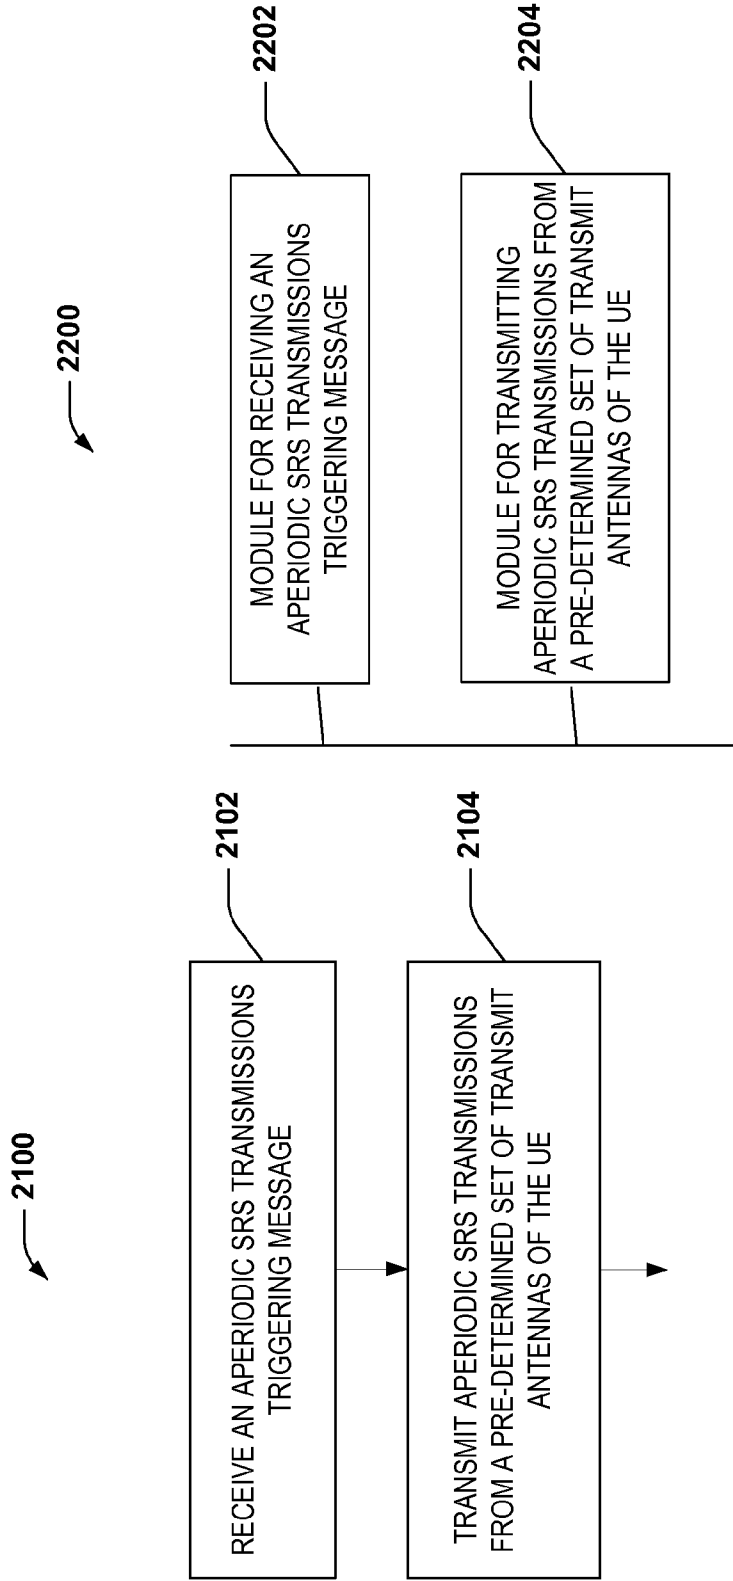 2100
RECEIVE AN APERIODIC SRS TRANSMISSIONS
TRIGGERING MESSAGE
2102
TRANSMIT APERIODIC SRS TRANSMISSIONS
FROM A PRE-DETERMINED SET OF TRANSMIT
ANTENNAS OF THE UE
2104
2200
MODULE FOR RECEIVING AN
APERIODIC SRS TRANSMISSIONS
TRIGGERING MESSAGE
2202
MODULE FOR TRANSMITTING
APERIODIC SRS TRANSMISSIONS FROM
A PRE-DETERMINED SET OF TRANSMIT
ANTENNAS OF THE UE
2204